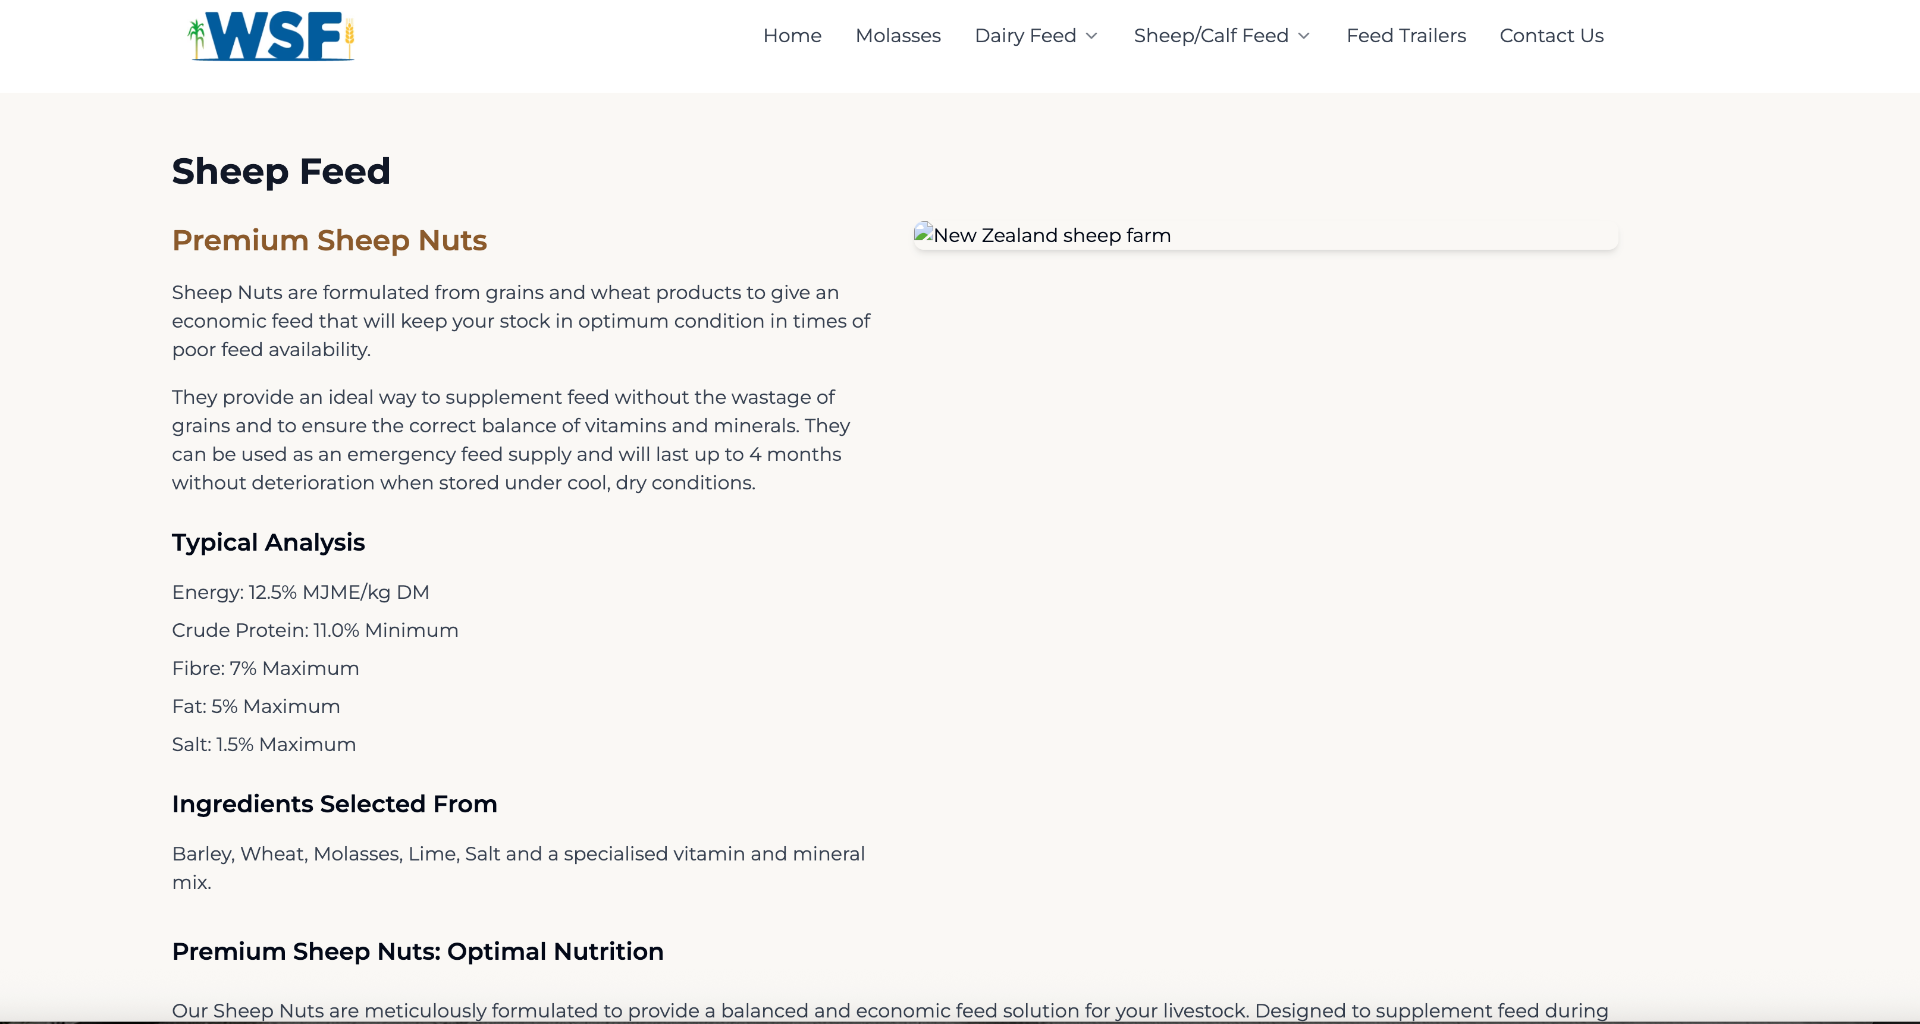 WSF
Home Molasses Dairy Feed Sheep/Calf Feed Feed Trailers Contact Us
Sheep Feed
Premium Sheep Nuts
Sheep Nuts are formulated from grains and wheat products to give an
economic feed that will keep your stock in optimum condition in times of
poor feed availability.
They provide an ideal way to supplement feed without the wastage of
grains and to ensure the correct balance of vitamins and minerals. They
can be used as an emergency feed supply and will last up to 4 months
without deterioration when stored under cool, dry conditions.
Typical Analysis
Energy: 12.5% MJME/kg DM
Crude Protein: 11.0% Minimum
Fibre: 7% Maximum
Fat: 5% Maximum
Salt: 1.5% Maximum
Ingredients Selected From
Barley, Wheat, Molasses, Lime, Salt and a specialised vitamin and mineral
mix.
New Zealand sheep farm
Premium Sheep Nuts: Optimal Nutrition
Our Sheep Nuts are meticulously formulated to provide a balanced and economic feed solution for your livestock. Designed to supplement feed during